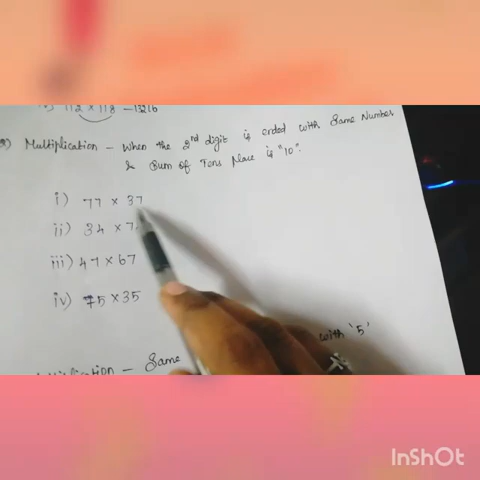 112 × 118 - 13216
Multiplication - When the 2nd digit is ended with Same Number
& Sum of Tens Place is "10".
i) 77 × 37
ii) 34 × 7
iii) 47 × 67
iv) 75 × 35
with '5'
- Same
InShOt